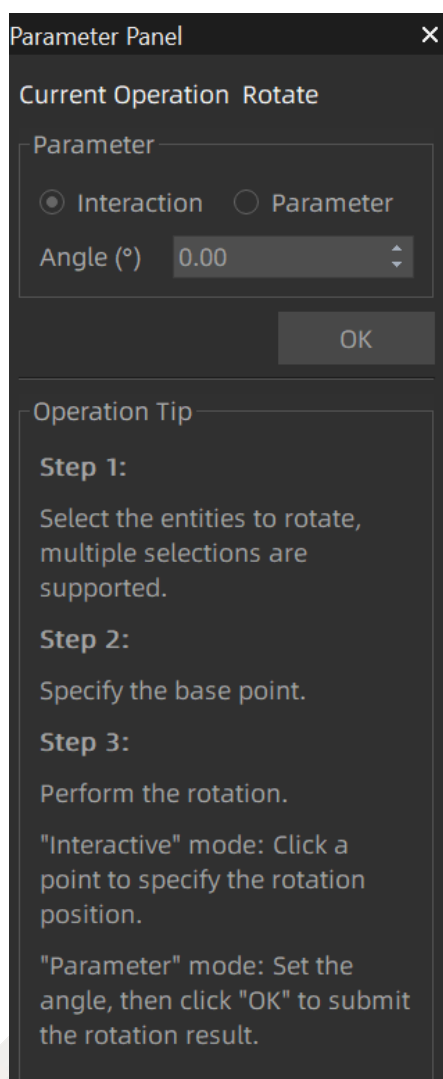 Parameter Panel
Current Operation Rotate
Parameter
Interaction Parameter
Angle (°) 0.00
OK
Operation Tip
Step 1:
Select the entities to rotate,
multiple selections are
supported.
Step 2:
Specify the base point.
Step 3:
Perform the rotation.
"Interactive" mode: Click a
point to specify the rotation
position.
"Parameter" mode: Set the
angle, then click "OK" to submit
the rotation result.